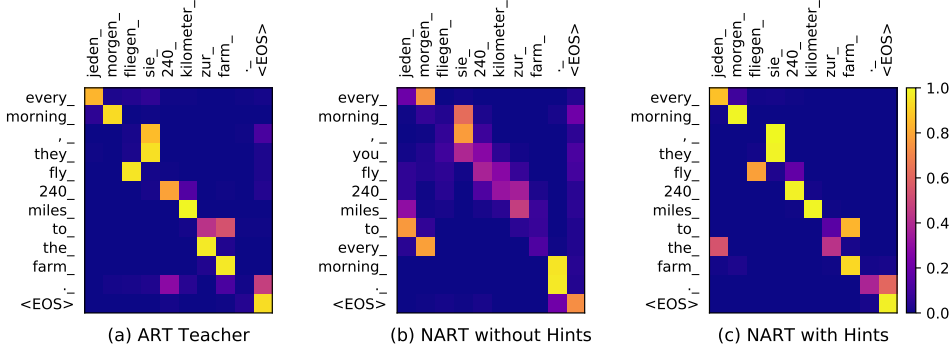 jeden_
morgen_
fliegen_
sie_
240_
kilometer_
zur_
farm_
._
<EOS>
every_
morning_
,_
they_
fly_
240_
miles_
to_
the_
farm_
._
<EOS>
(a) ART Teacher
jeden_
morgen_
fliegen_
sie_
240_
kilometer_
zur_
farm_
._
<EOS>
every_
morning_
,_
you_
fly_
240_
miles_
to_
every_
morning_
._
<EOS>
(b) NART without Hints
jeden_
morgen_
fliegen_
sie_
240_
kilometer_
zur_
farm_
._
<EOS>
every_
morning_
,_
they_
fly_
240_
miles_
to_
the_
farm_
._
<EOS>
(c) NART with Hints
1.0
0.8
0.6
0.4
0.2
0.0